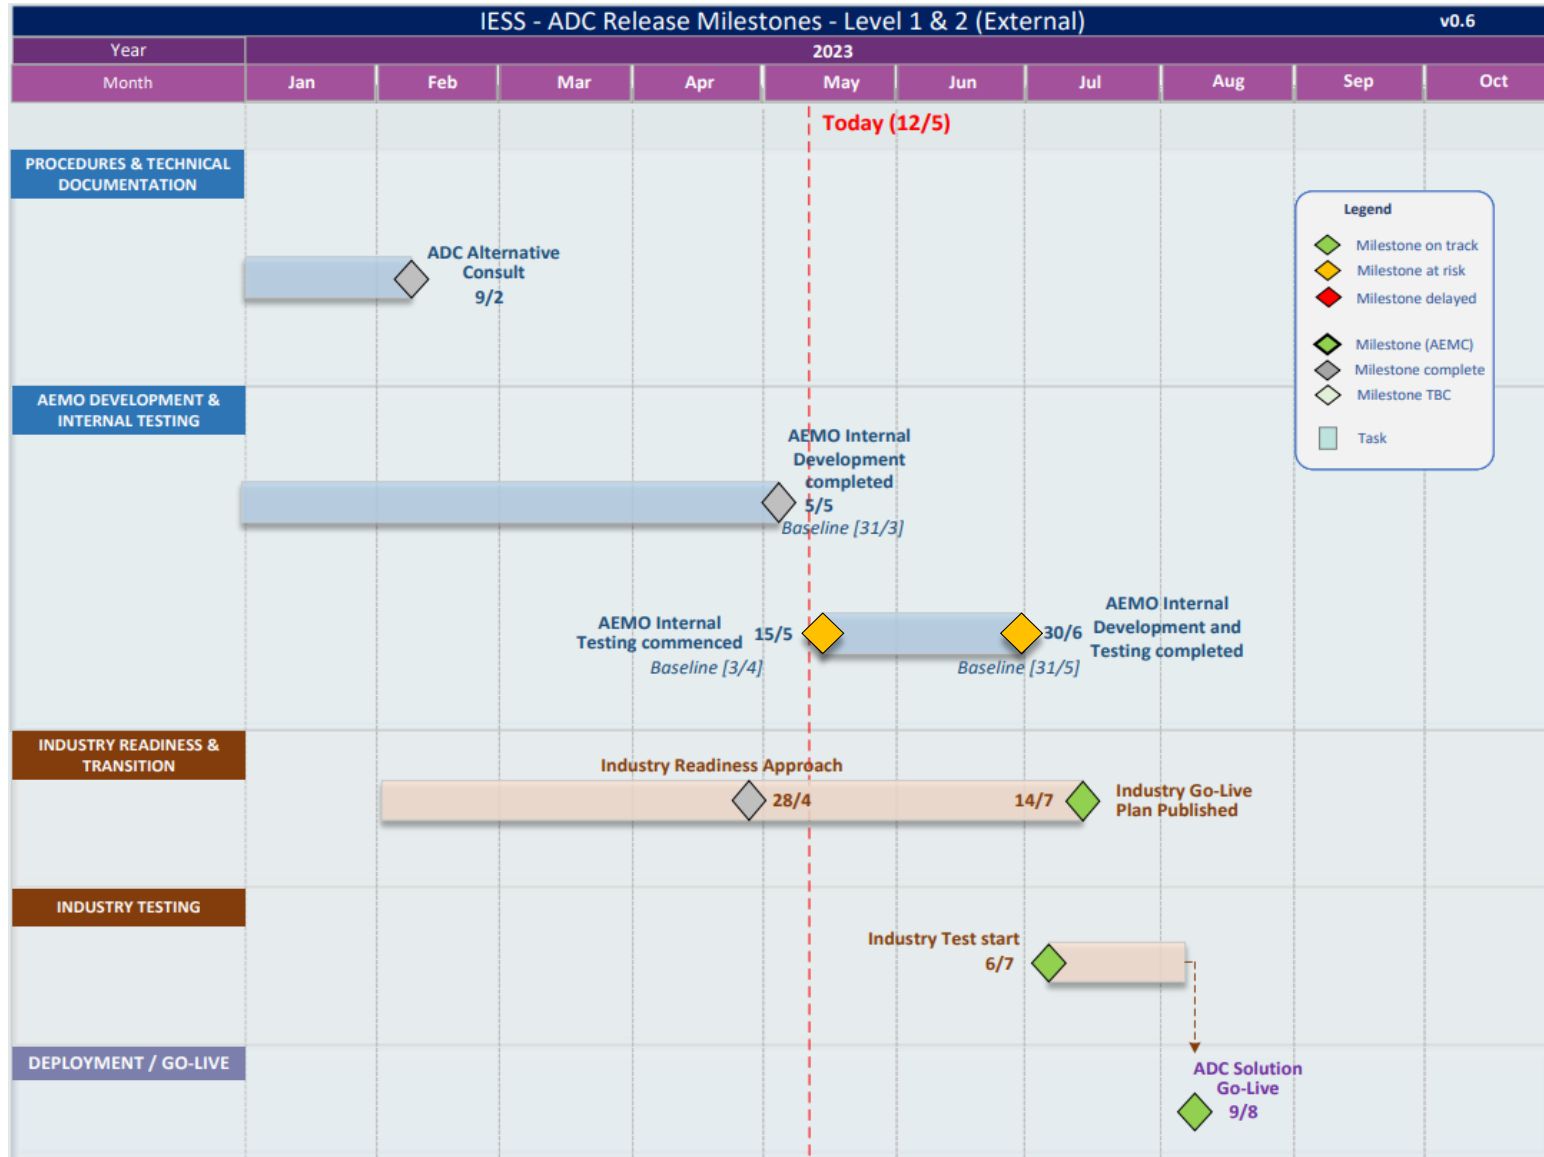 IESS - ADC Release Milestones - Level 1 & 2 (External)
v0.6
Year
2023
Month
Jan
Feb
Mar
Apr
May
Jun
Jul
Aug
Sep
Oct
Today (12/5)
PROCEDURES & TECHNICAL
DOCUMENTATION
ADC Alternative
Consult
9/2
Legend
Milestone on track
Milestone at risk
Milestone delayed
Milestone (AEMC)
Milestone complete
Milestone TBC
Task
AEMO DEVELOPMENT &
INTERNAL TESTING
AEMO Internal
Development
completed
5/5
Baseline [31/3]
AEMO Internal
Testing commenced
15/5
Baseline [3/4]
30/6
Baseline [31/5]
AEMO Internal
Development and
Testing completed
INDUSTRY READINESS &
TRANSITION
Industry Readiness Approach
28/4
14/7
Industry Go-Live
Plan Published
INDUSTRY TESTING
Industry Test start
6/7
DEPLOYMENT / GO-LIVE
ADC Solution
Go-Live
9/8